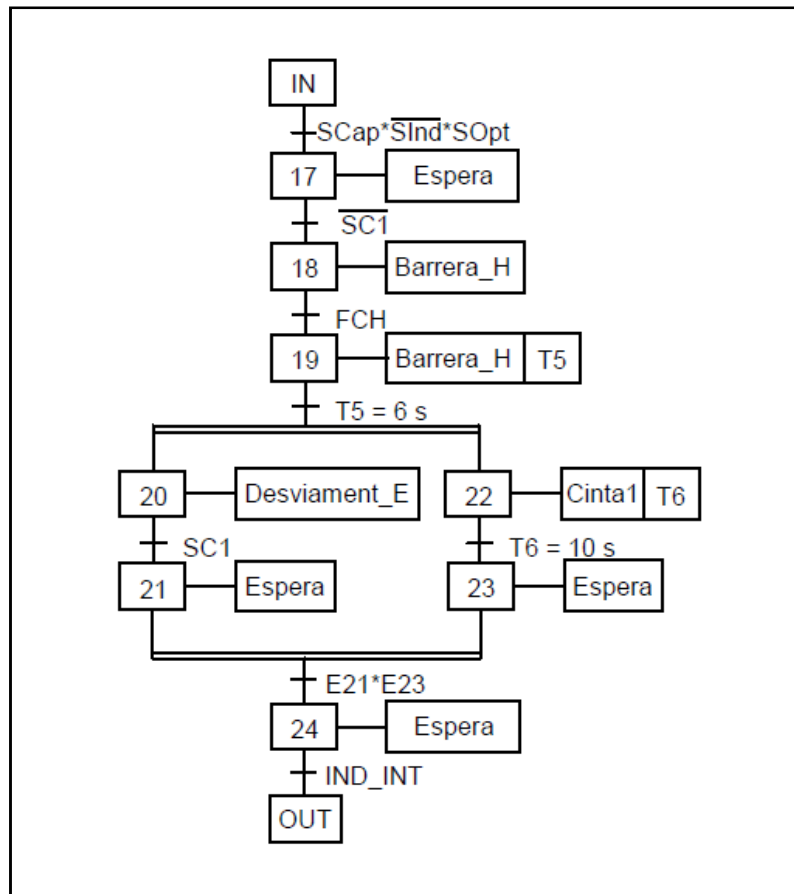 IN
SCap*SInd*SOpt
17 Espera
SC1
18 Barrera_H
FCH
19 Barrera_H T5
T5 = 6 s
20 Desviament_E 22 Cinta1 T6
SC1 T6 = 10 s
21 Espera 23 Espera
E21*E23
24 Espera
IND_INT
OUT